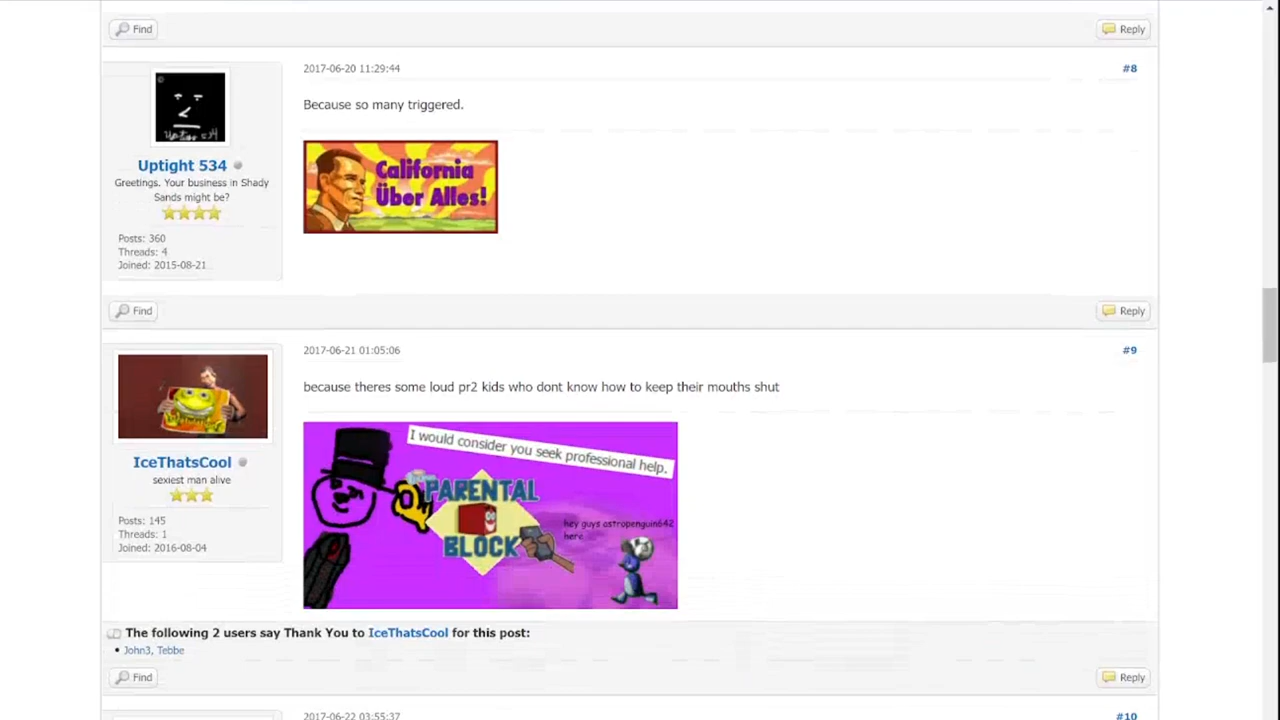 Find
Reply
2017-06-20 11:29:44
#8
Because so many triggered.
California
Über Alles!
Uptight 534
Uptight 534
Greetings. Your business in Shady
Sands might be?
Posts: 360
Threads: 4
Joined: 2015-08-21
Find
Reply
2017-06-21 01:05:06
#9
because theres some loud pr2 kids who dont know how to keep their mouths shut
I would consider you seek professional help.
PARENTAL
BLOCK
hey guys astropenguin642
here
IceThatsCool
sexiest man alive
Posts: 145
Threads: 1
Joined: 2016-08-04
The following 2 users say Thank You to IceThatsCool for this post:
• John3, Tebbe
Find
Reply
2017-06-22 03:55:37
#10